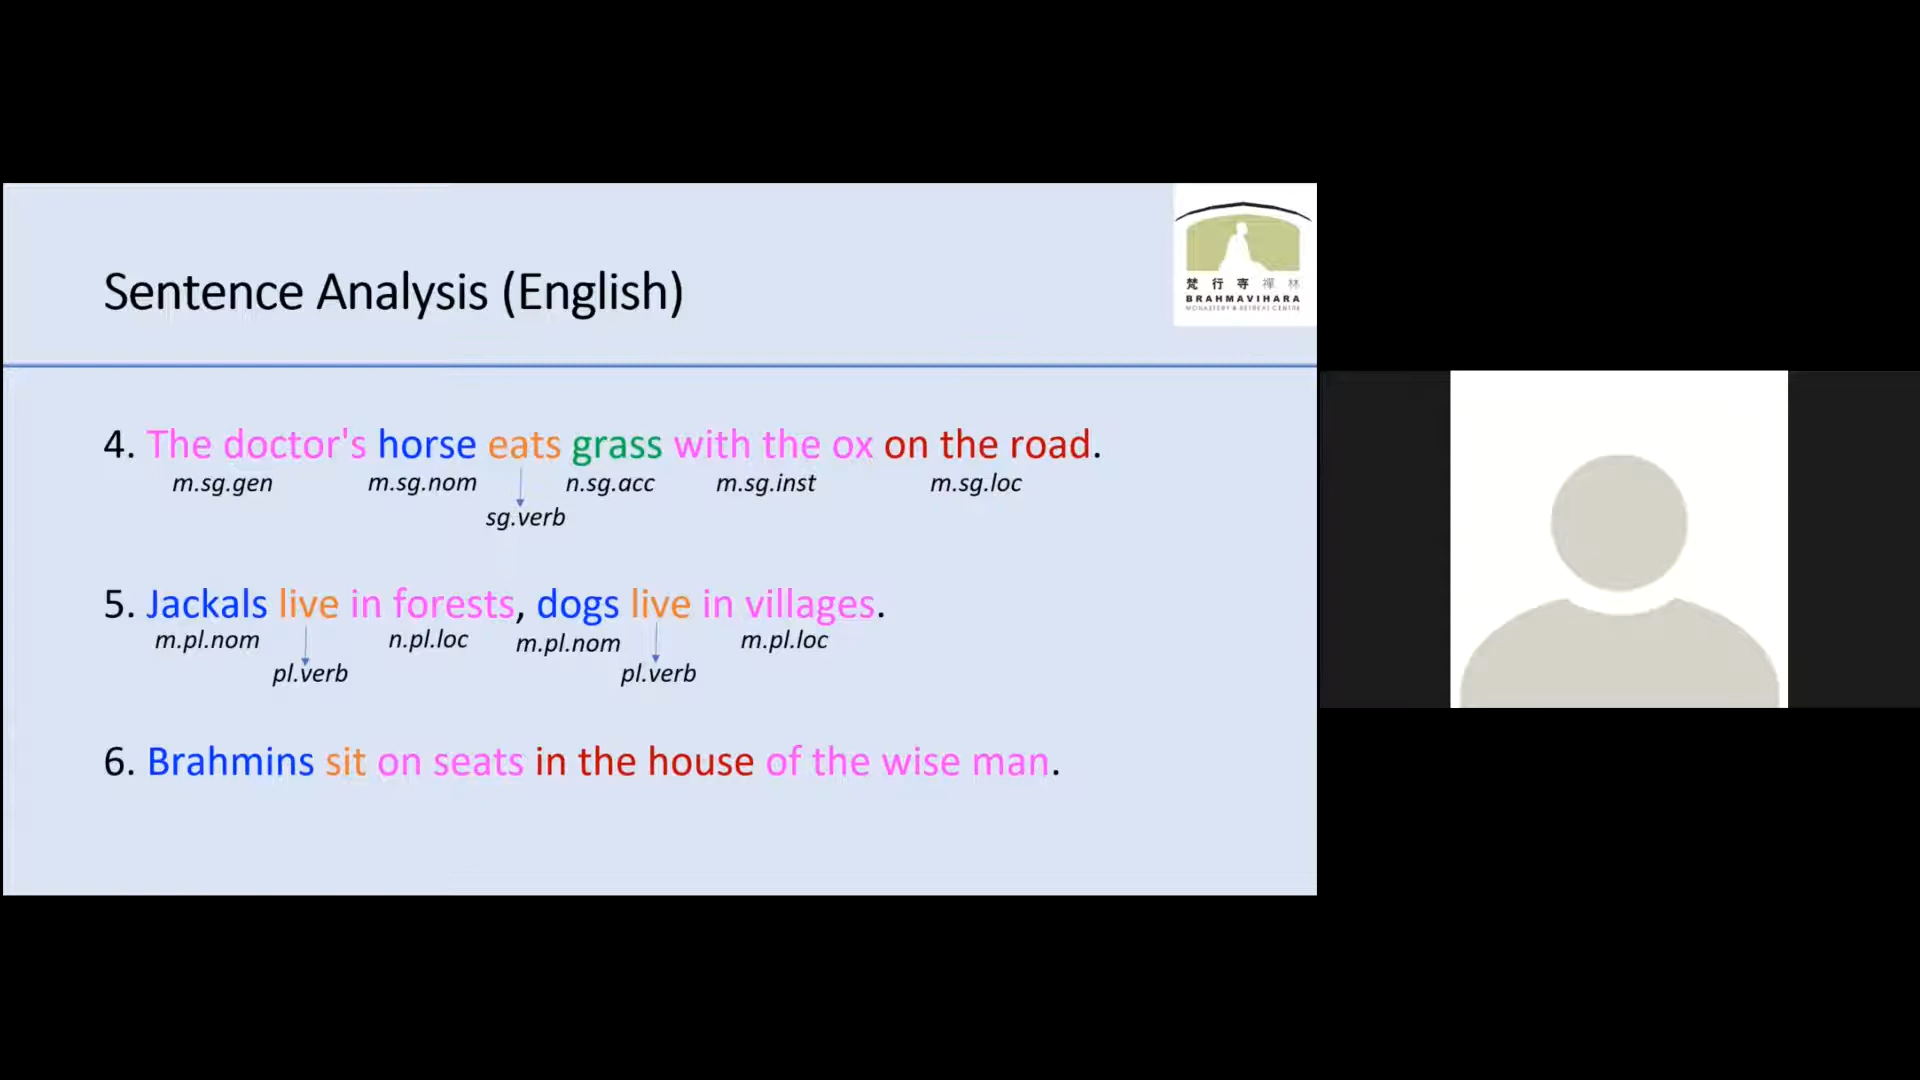 Sentence Analysis (English)
梵行寺禪林
BRAHMAVIHARA
MONASTERY & RETREAT CENTRE
4. The doctor's horse eats grass with the ox on the road.
m.sg.gen m.sg.nom n.sg.acc m.sg.inst m.sg.loc
sg.verb
5. Jackals live in forests, dogs live in villages.
m.pl.nom n.pl.loc m.pl.nom m.pl.loc
pl.verb pl.verb
6. Brahmins sit on seats in the house of the wise man.